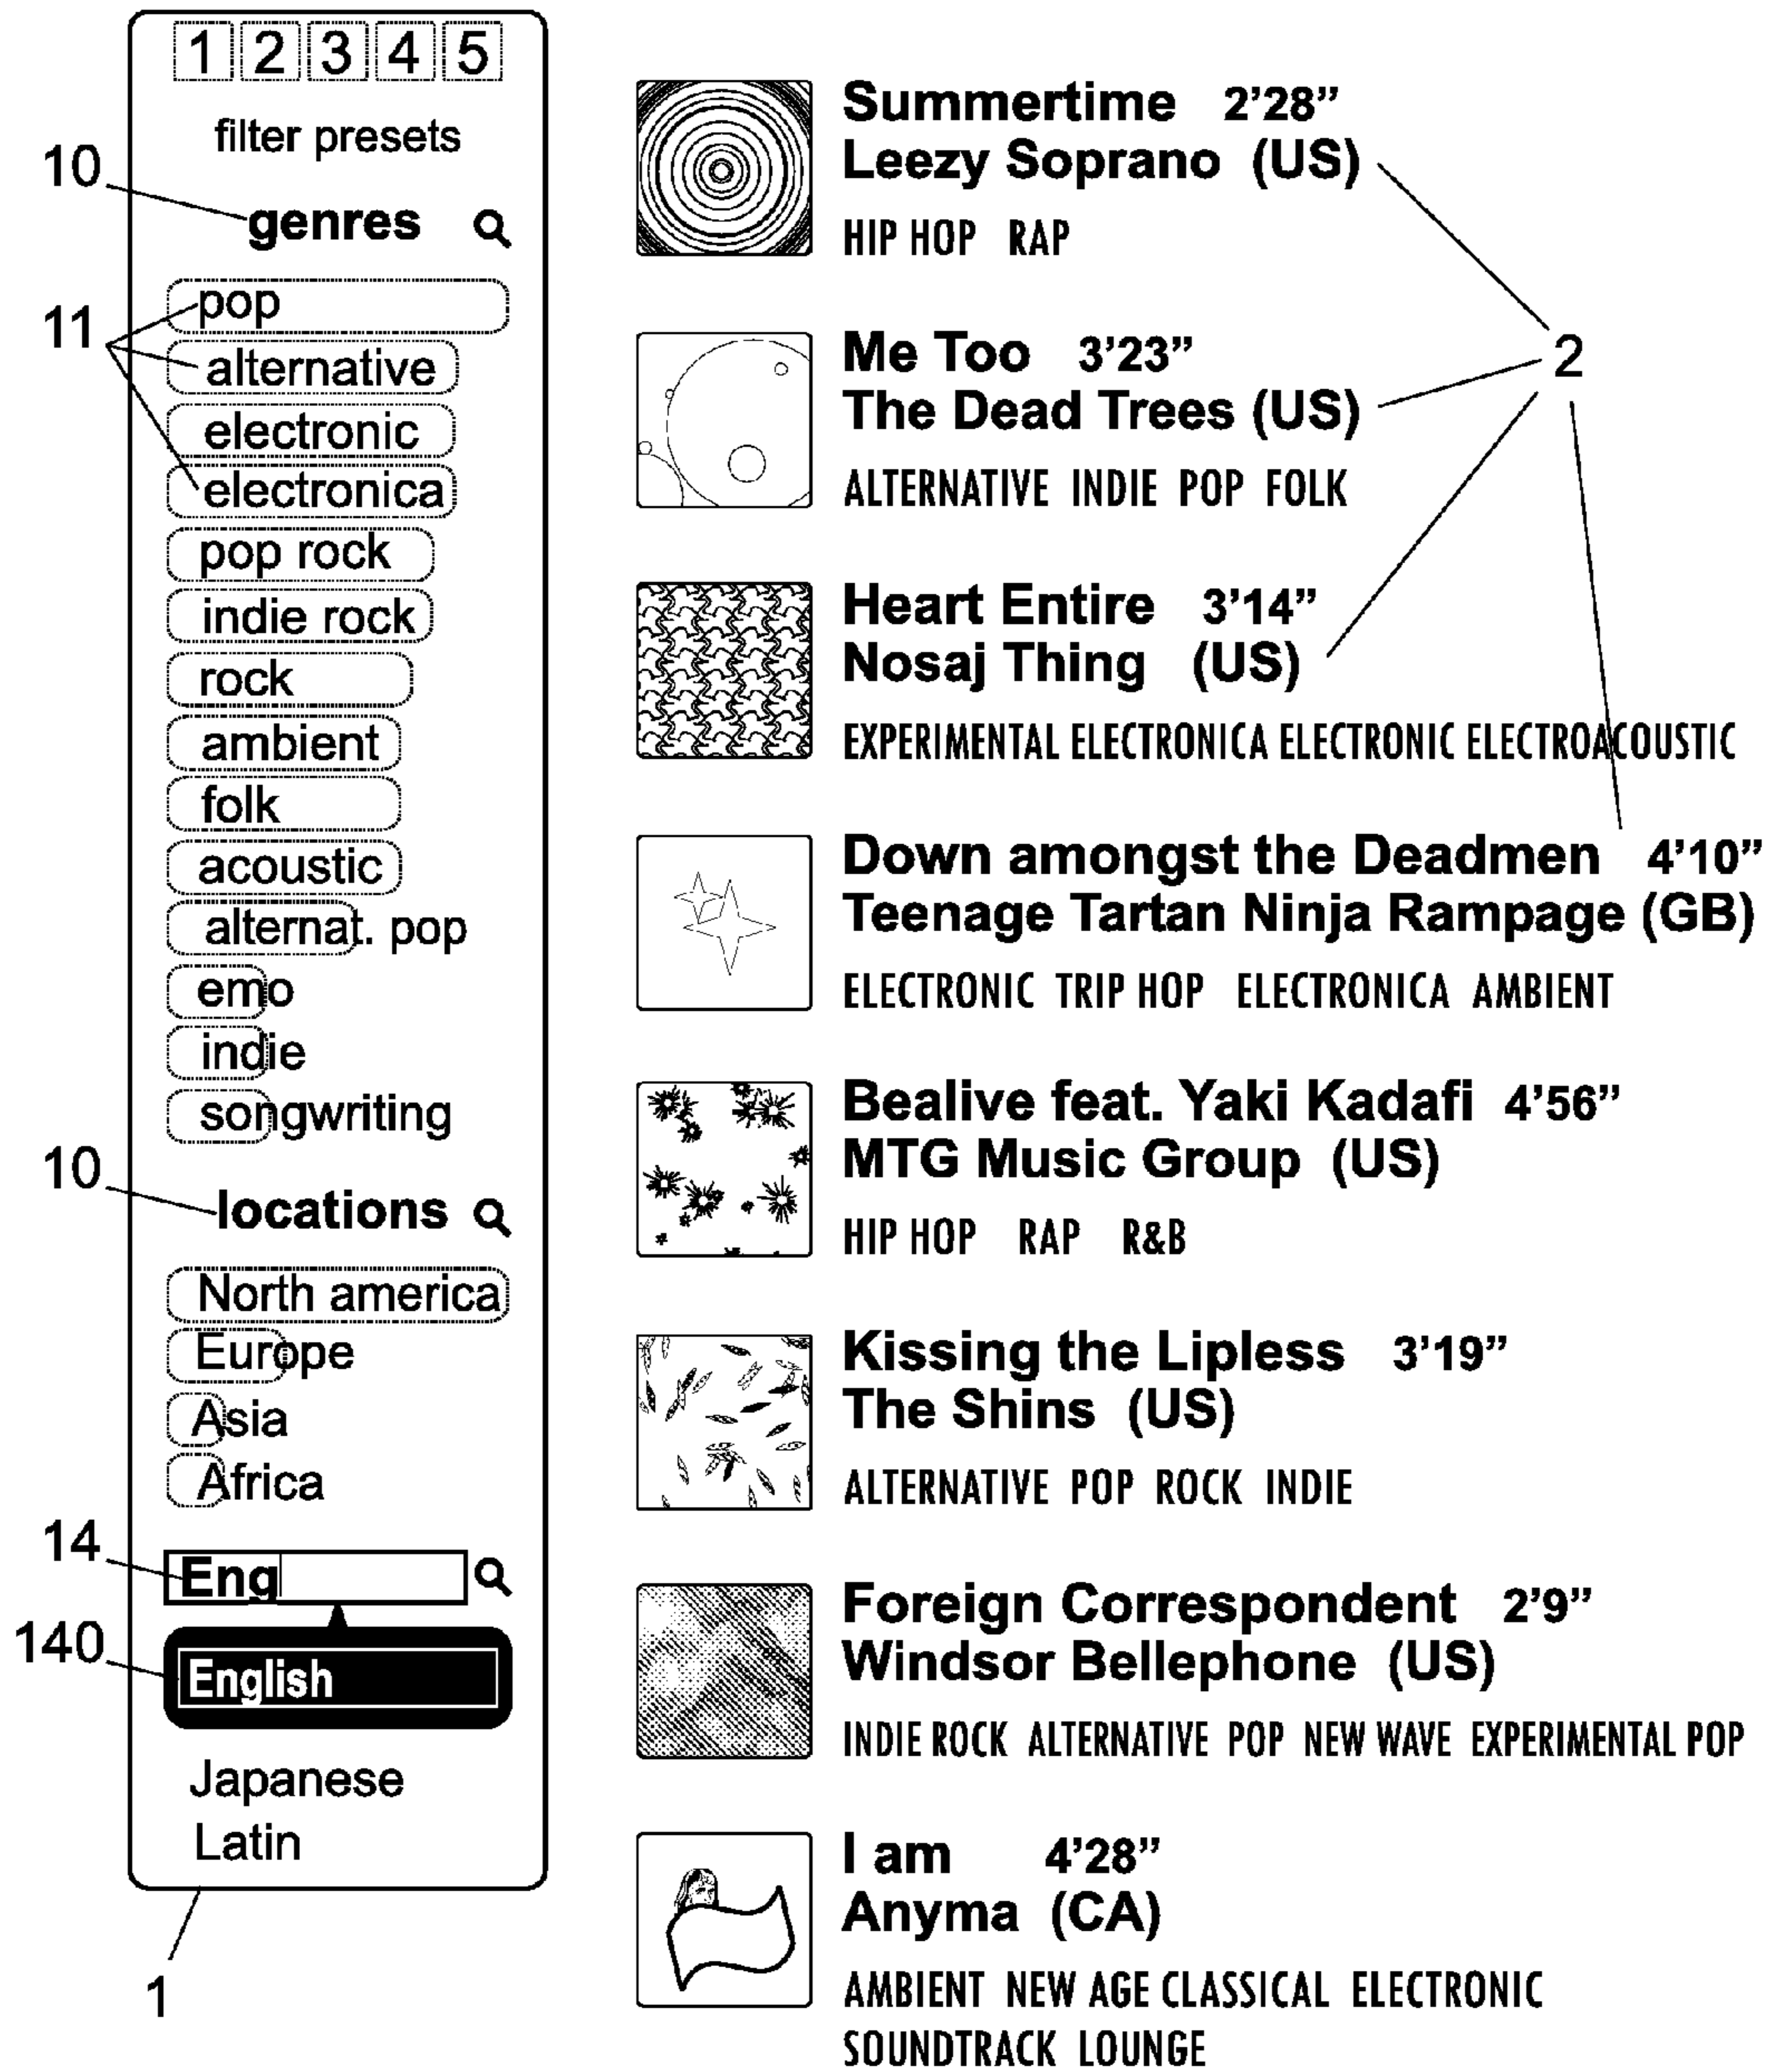 1 2 3 4 5
filter presets
10
genres
11
pop
alternative
electronic
electronica
pop rock
indie rock
rock
ambient
folk
acoustic
alternat. pop
emo
indie
songwriting
10
locations
North america
Europe
Asia
Africa
14
Eng
140
English
Japanese
Latin
1
Summertime 2’28”
Leezy Soprano (US)
HIP HOP RAP
2
Me Too 3’23”
The Dead Trees (US)
ALTERNATIVE INDIE POP FOLK
Heart Entire 3’14”
Nosaj Thing (US)
EXPERIMENTAL ELECTRONICA ELECTRONIC ELECTROACOUSTIC
Down amongst the Deadmen 4’10”
Teenage Tartan Ninja Rampage (GB)
ELECTRONIC TRIP HOP ELECTRONICA AMBIENT
Bealive feat. Yaki Kadafi 4’56”
MTG Music Group (US)
HIP HOP RAP R&B
Kissing the Lipless 3’19”
The Shins (US)
ALTERNATIVE POP ROCK INDIE
Foreign Correspondent 2’9”
Windsor Bellephone (US)
INDIE ROCK ALTERNATIVE POP NEW WAVE EXPERIMENTAL POP
I am 4’28”
Anyma (CA)
AMBIENT NEW AGE CLASSICAL ELECTRONIC
SOUNDTRACK LOUNGE